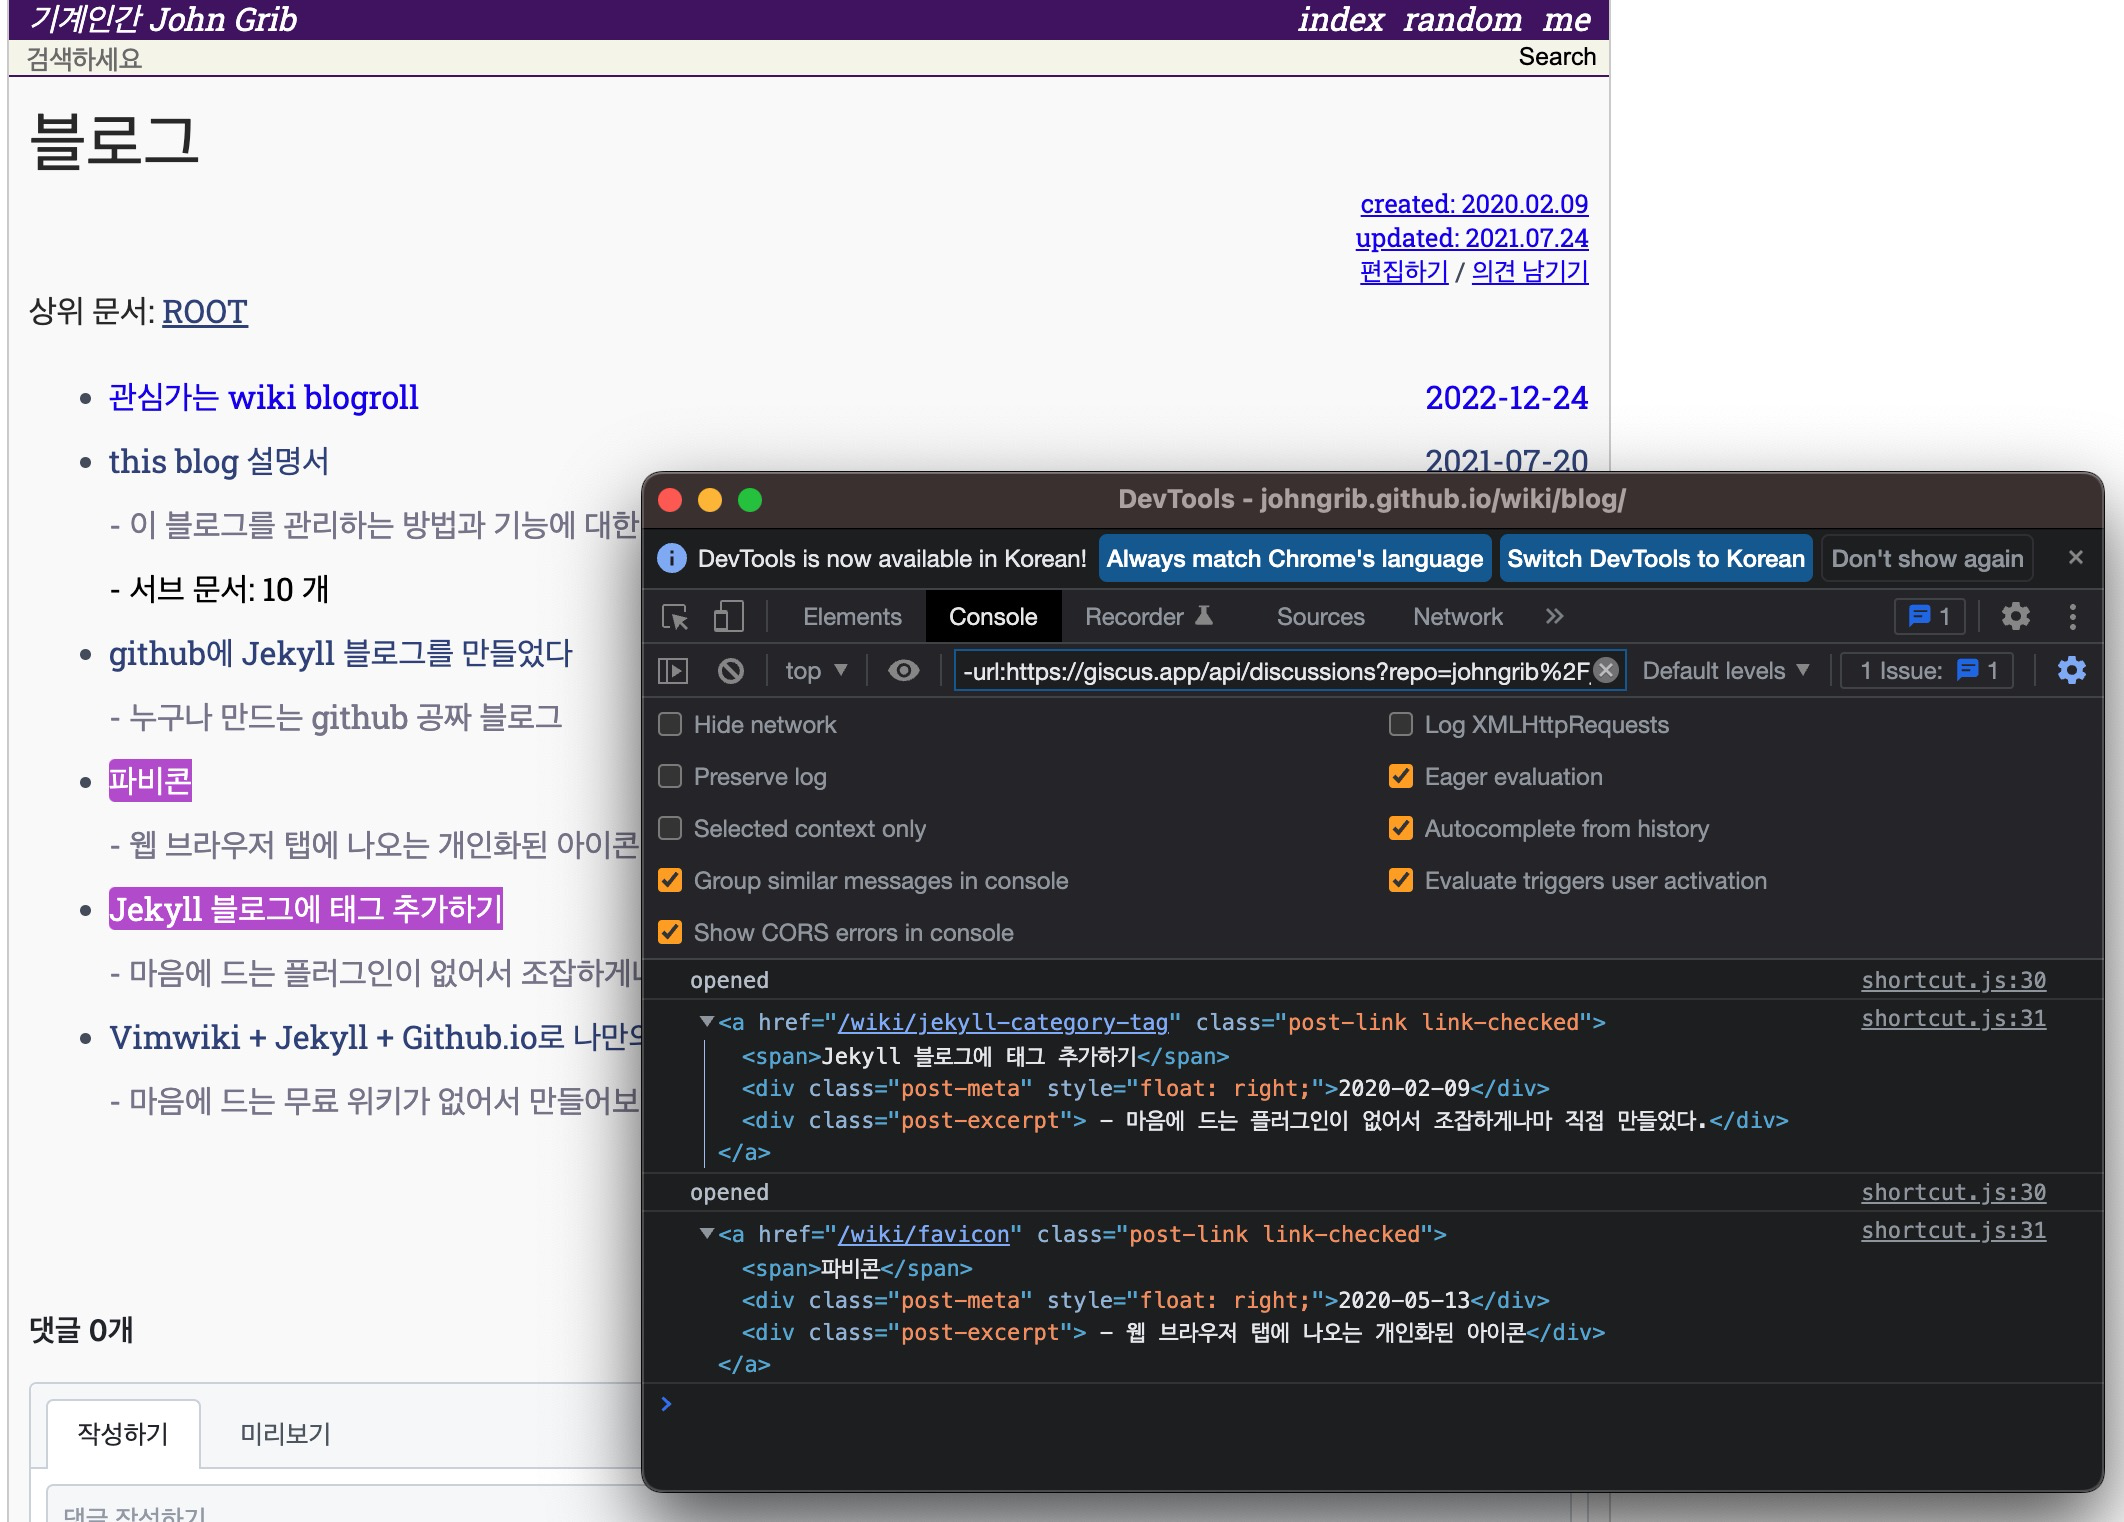 기계인간 John Grib
index random me
검색하세요
Search
블로그
created: 2020.02.09
updated: 2021.07.24
편집하기 / 의견 남기기
상위 문서: ROOT
관심가는 wiki blogroll 2022-12-24
this blog 설명서 2021-07-20
- 이 블로그를 관리하는 방법과 기능에 대한
- 서브 문서: 10 개
github에 Jekyll 블로그를 만들었다
- 누구나 만드는 github 공짜 블로그
파비콘
- 웹 브라우저 탭에 나오는 개인화된 아이콘
Jekyll 블로그에 태그 추가하기
- 마음에 드는 플러그인이 없어서 조잡하게
Vimwiki + Jekyll + Github.io로
- 마음에 드는 무료 위키가 없어서 만들어보
댓글 0개
작성하기 미리보기
댓글 작성하기
DevTools - johngrib.github.io/wiki/blog/
DevTools is now available in Korean! Always match Chrome's language Switch DevTools to Korean Don't show again
Elements Console Recorder Sources Network 1
top -url:https://giscus.app/api/discussions?repo=johngrib%2F Default levels 1 Issue: 1
Hide network
Log XMLHttpRequests
Preserve log
Eager evaluation
Selected context only
Autocomplete from history
Group similar messages in console
Evaluate triggers user activation
Show CORS errors in console
opened shortcut.js:30
<a href="/wiki/jekyll-category-tag" class="post-link link-checked"> shortcut.js:31
<span>Jekyll 블로그에 태그 추가하기</span>
<div class="post-meta" style="float: right;">2020-02-09</div>
<div class="post-excerpt"> – 마음에 드는 플러그인이 없어서 조잡하게나마 직접 만들었다.</div>
</a>
opened shortcut.js:30
<a href="/wiki/favicon" class="post-link link-checked"> shortcut.js:31
<span>파비콘</span>
<div class="post-meta" style="float: right;">2020-05-13</div>
<div class="post-excerpt"> – 웹 브라우저 탭에 나오는 개인화된 아이콘</div>
</a>